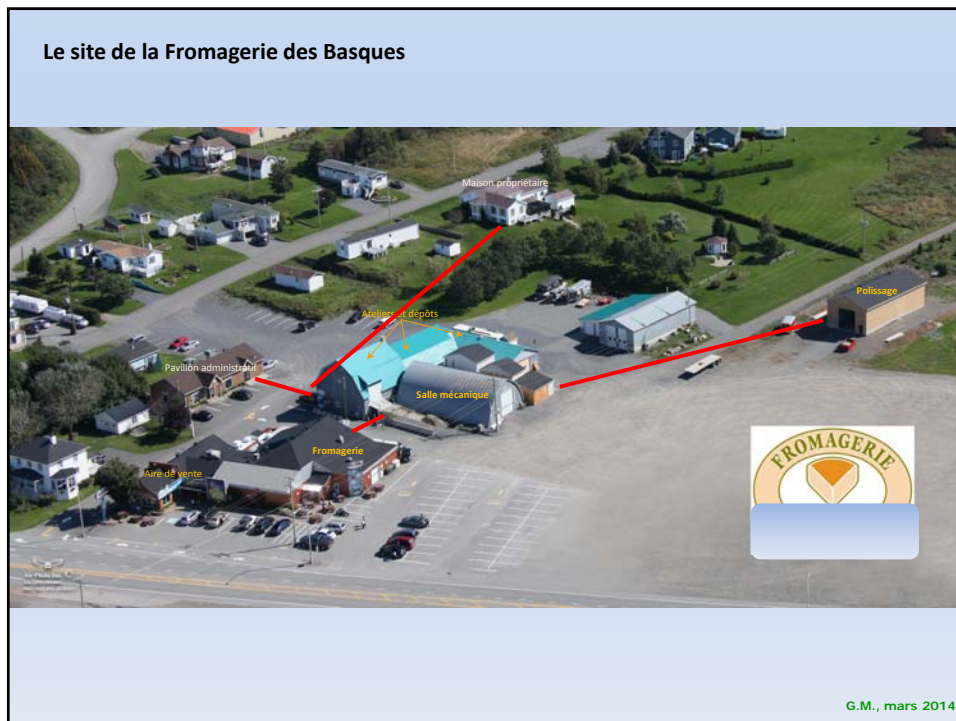 Le site de la Fromagerie des Basques
Maison propriétaire
Polissage
Ateliers et dépôts
Pavillon administratif
Salle mécanique
Fromagerie
Aire de vente
FROMAGERIE
G.M., mars 2014